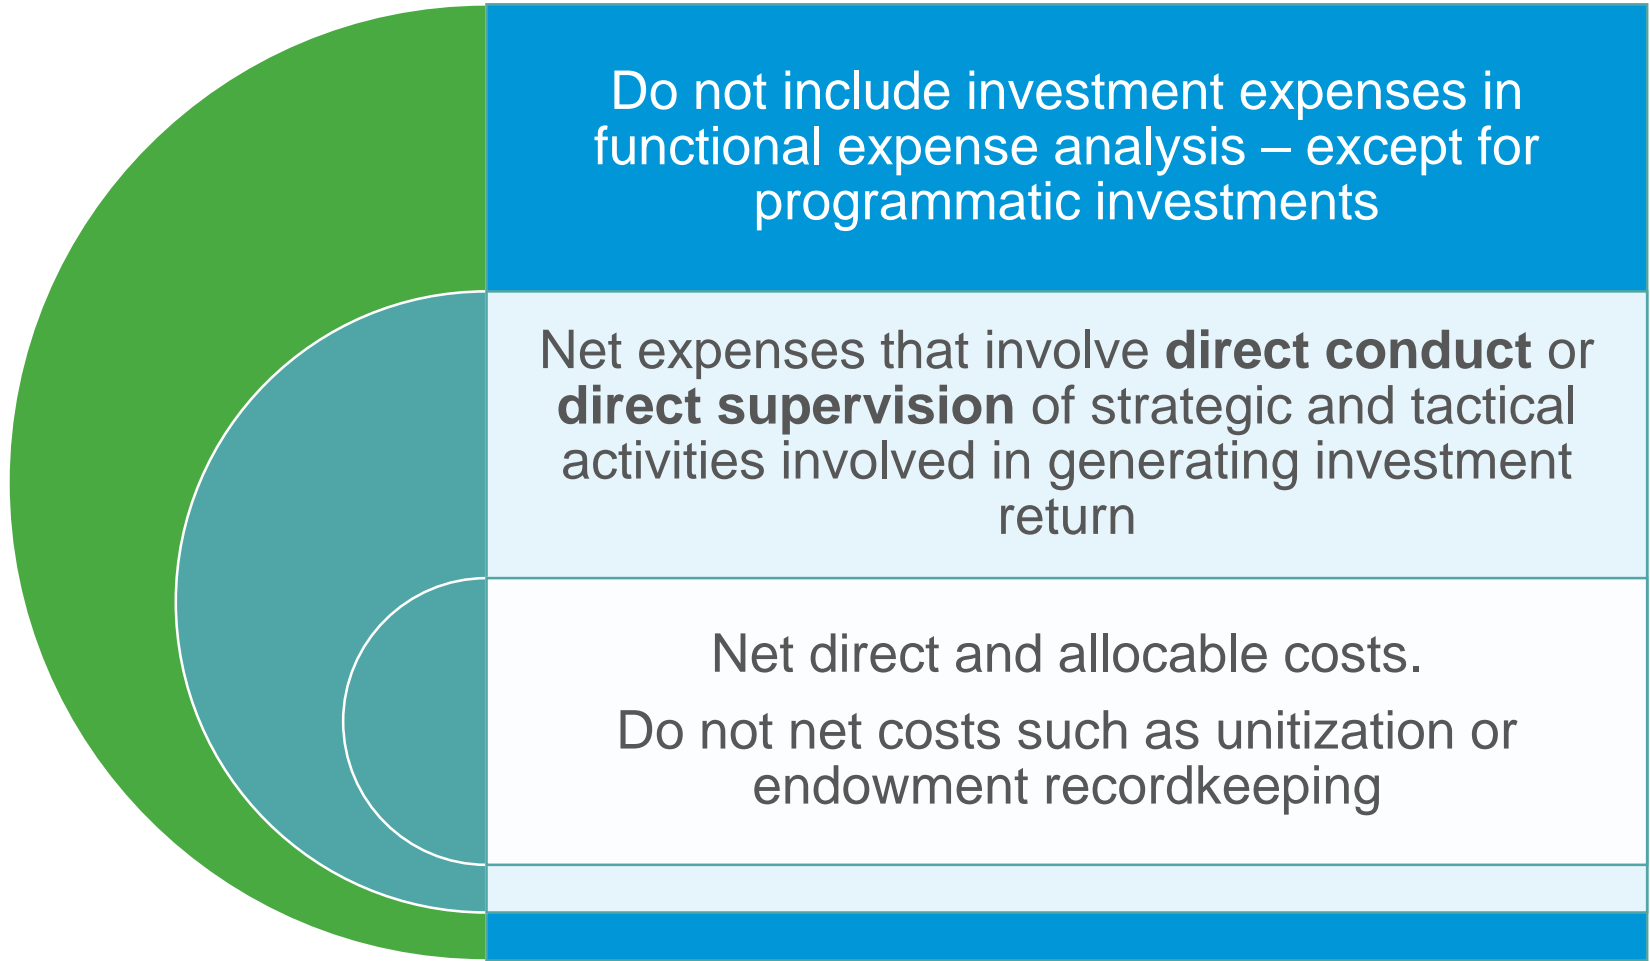 Do not include investment expenses in
functional expense analysis – except for
programmatic investments
Net expenses that involve direct conduct or
direct supervision of strategic and tactical
activities involved in generating investment
return
Net direct and allocable costs.
Do not net costs such as unitization or
endowment recordkeeping